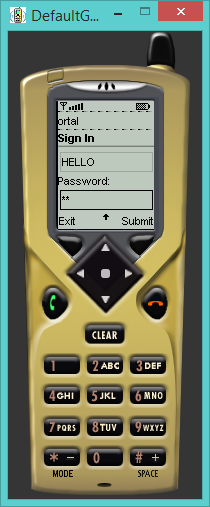 DefaultG...
ortal
Sign In
HELLO
Password:
**
Exit Submit
CLEAR
1 2 ABC 3 DEF
4 GHI 5 JKL 6 MNO
7 PQRS 8 TUV 9 WXYZ
* - 0 # +
MODE SPACE